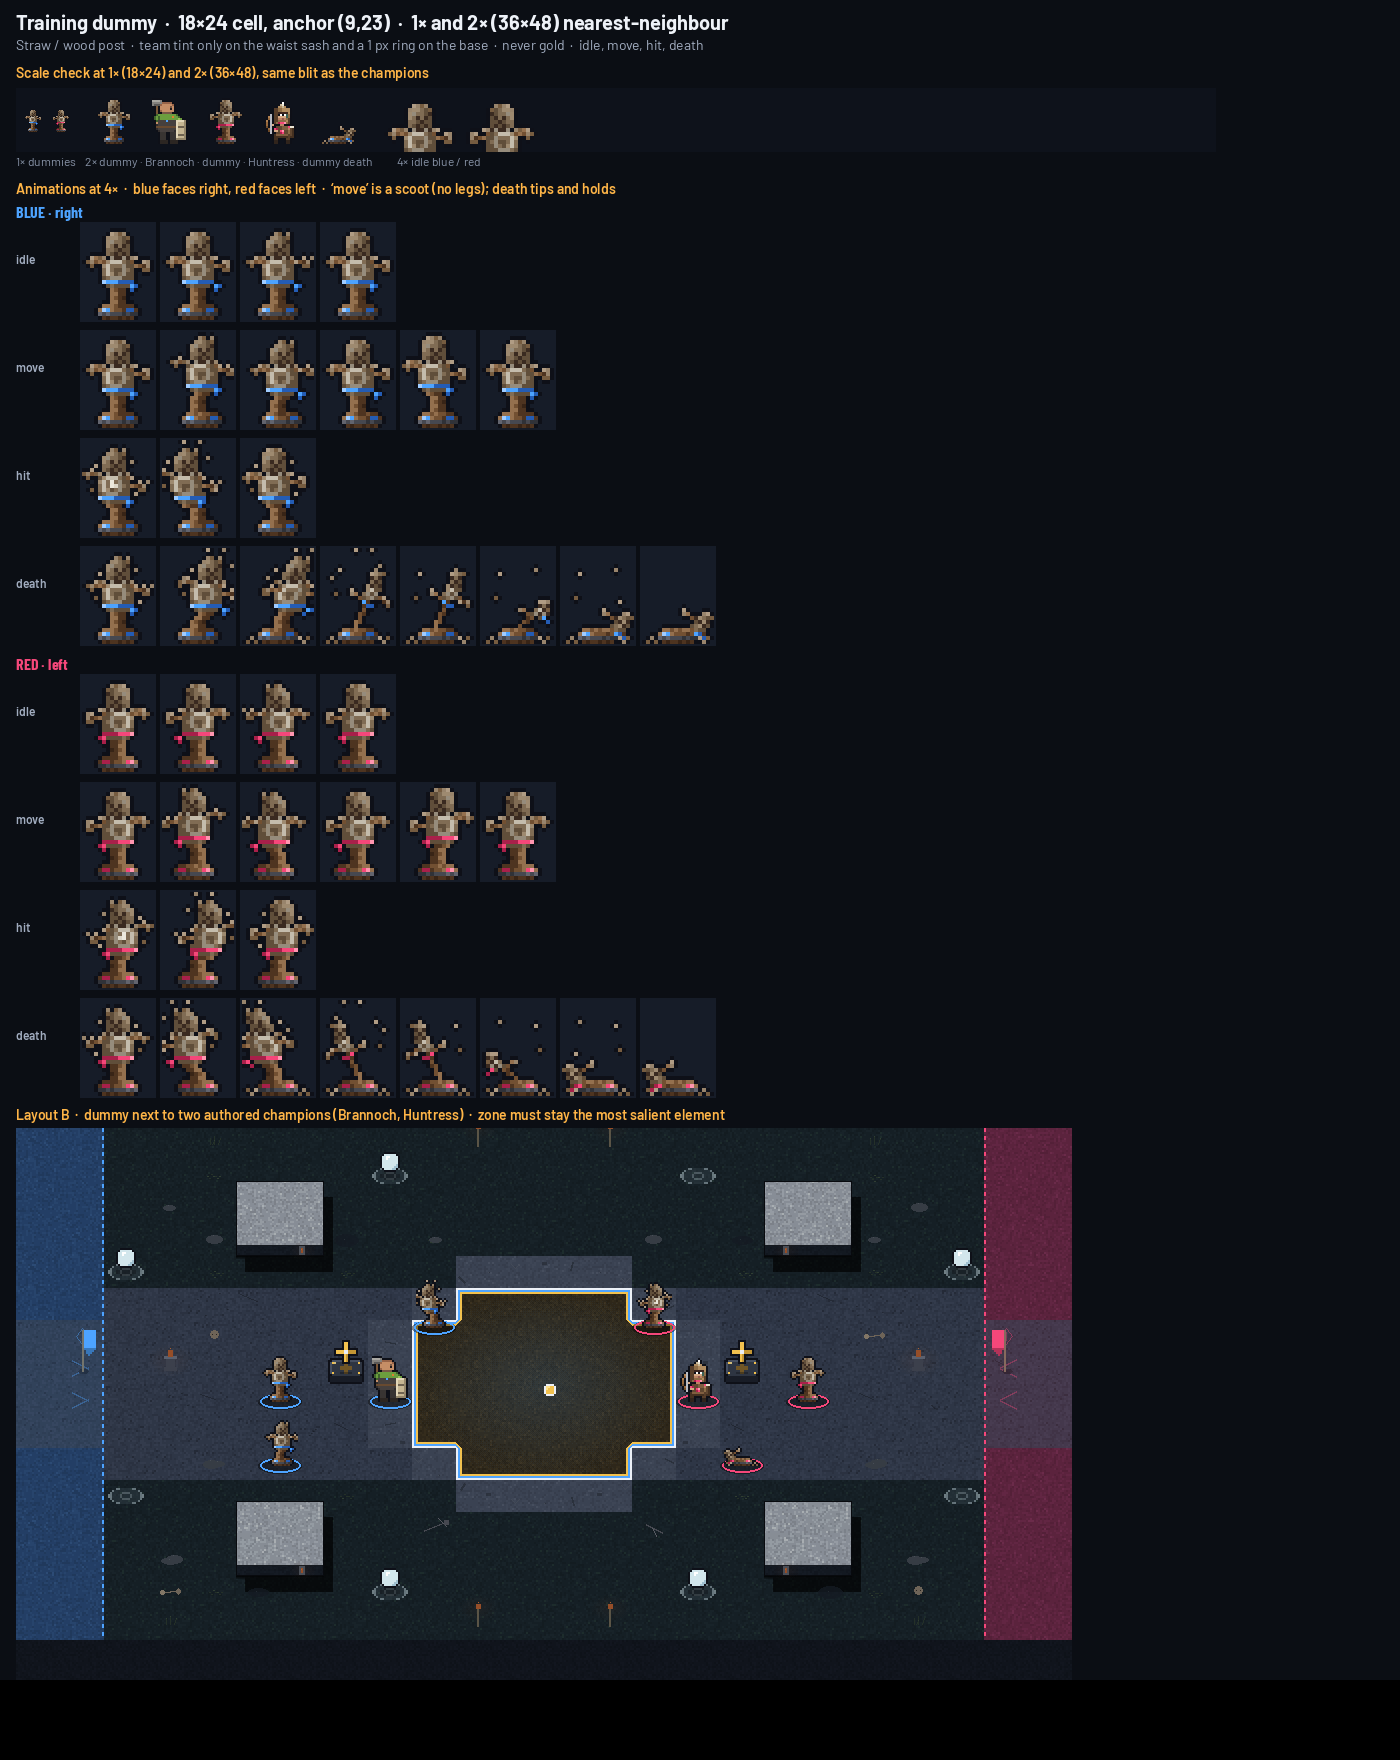 Training dummy · 18×24 cell, anchor (9,23) · 1× and 2× (36×48) nearest-neighbour
Straw / wood post · team tint only on the waist sash and a 1 px ring on the base · never gold · idle, move, hit, death
Scale check at 1× (18×24) and 2× (36×48), same blit as the champions
1× dummies 2× dummy · Brannoch · dummy · Huntress · dummy death 4× idle blue / red
Animations at 4× · blue faces right, red faces left · ‘move’ is a scoot (no legs); death tips and holds
BLUE · right
idle
move
hit
death
RED · left
idle
move
hit
death
Layout B · dummy next to two authored champions (Brannoch, Huntress) · zone must stay the most salient element